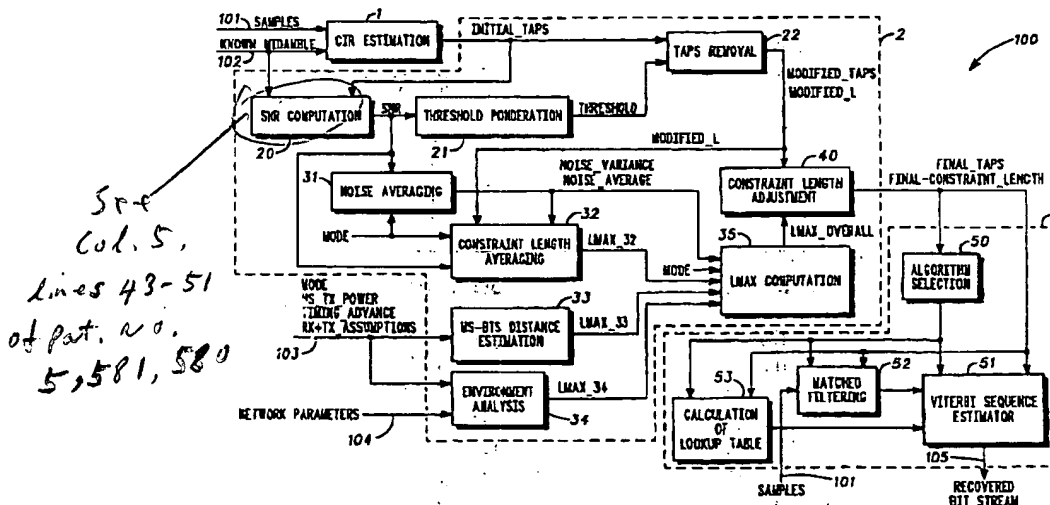 101 SAMPLES
KNOWN MIDAMBLE
102
1
CIR ESTIMATION
INITIAL_TAPS
22
TAPS REMOVAL
2
100
MODIFIED_TAPS
MODIFIED_L
SNR COMPUTATION
20
SNR
THRESHOLD PONDERATION
21
THRESHOLD
MODIFIED_L
31
NOISE AVERAGING
NOISE_VARIANCE
NOISE_AVERAGE
40
CONSTRAINT LENGTH
ADJUSTMENT
FINAL_TAPS
FINAL-CONSTRAINT_LENGTH
MODE
32
CONSTRAINT LENGTH
AVERAGING
LMAX_32
35
LMAX_OVERALL
MODE
LMAX COMPUTATION
50
ALGORITHM
SELECTION
See
Col. 5,
lines 43-51
of pat. no.
5,581,580
MODE
MS TX POWER
TIMING ADVANCE
RX+TX_ASSUMPTIONS
103
33
MS-BTS DISTANCE
ESTIMATION
LMAX_33
ENVIRONMENT
ANALYSIS
34
LMAX_34
NETWORK PARAMETERS
104
53
CALCULATION
OF
LOOKUP TABLE
MATCHED
FILTERING
52
51
VITERBI SEQUENCE
ESTIMATOR
SAMPLES
101
105
RECOVERED
BIT STREAM